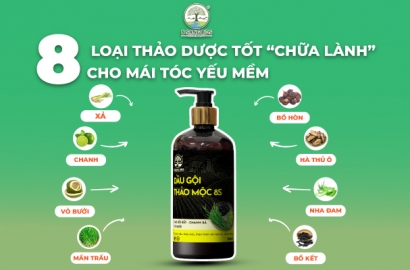 8 LOẠI THẢO DƯỢC TỐT “CHỮA LÀNH”
CHO MÁI TÓC YẾU MỀM
XẢ
CHANH
VỎ BƯỞI
MẦN TRẦU
BỒ HÒN
HÀ THỦ Ô
NHA ĐAM
BỒ KẾT
DẦU GỘI
THẢO MỘC 8S